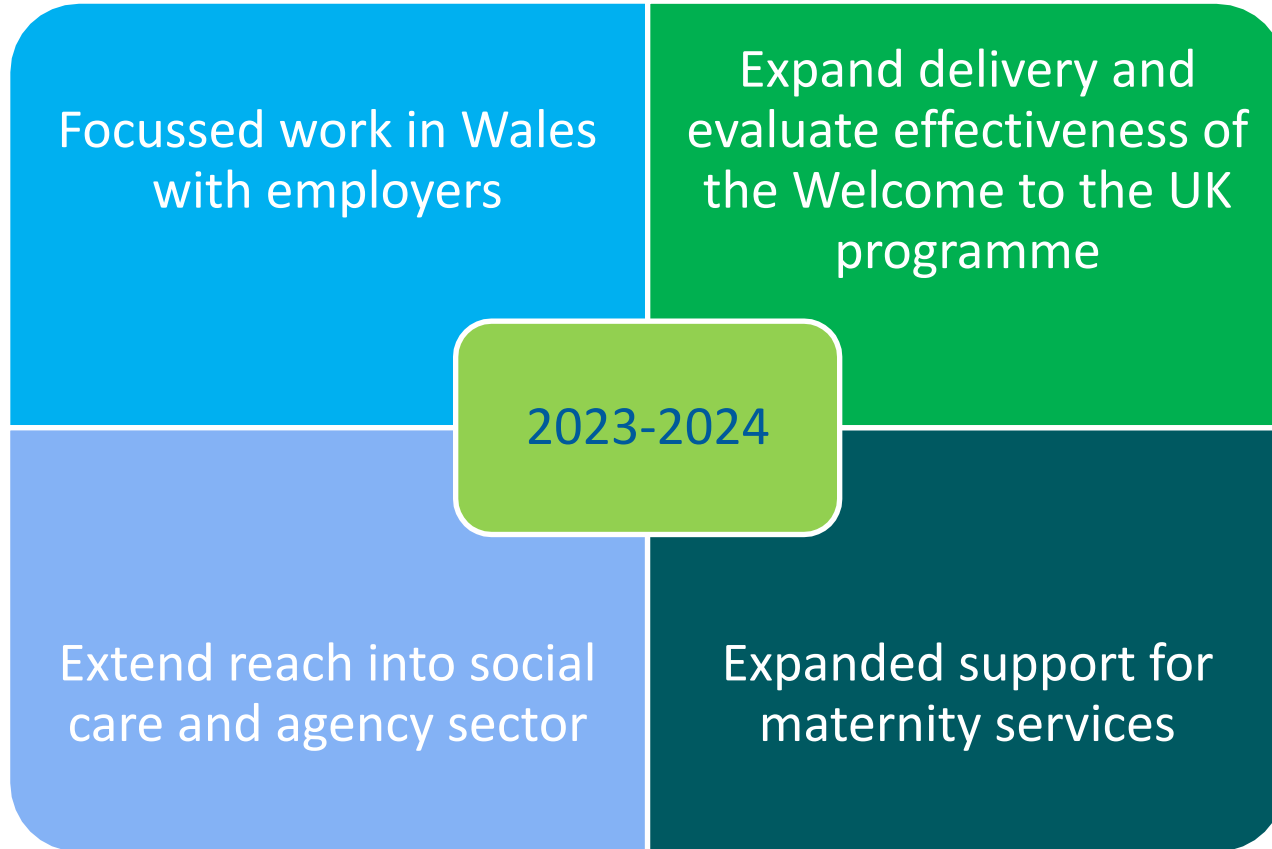 Focussed work in Wales
with employers
Expand delivery and
evaluate effectiveness of
the Welcome to the UK
programme
2023-2024
Extend reach into social
care and agency sector
Expanded support for
maternity services